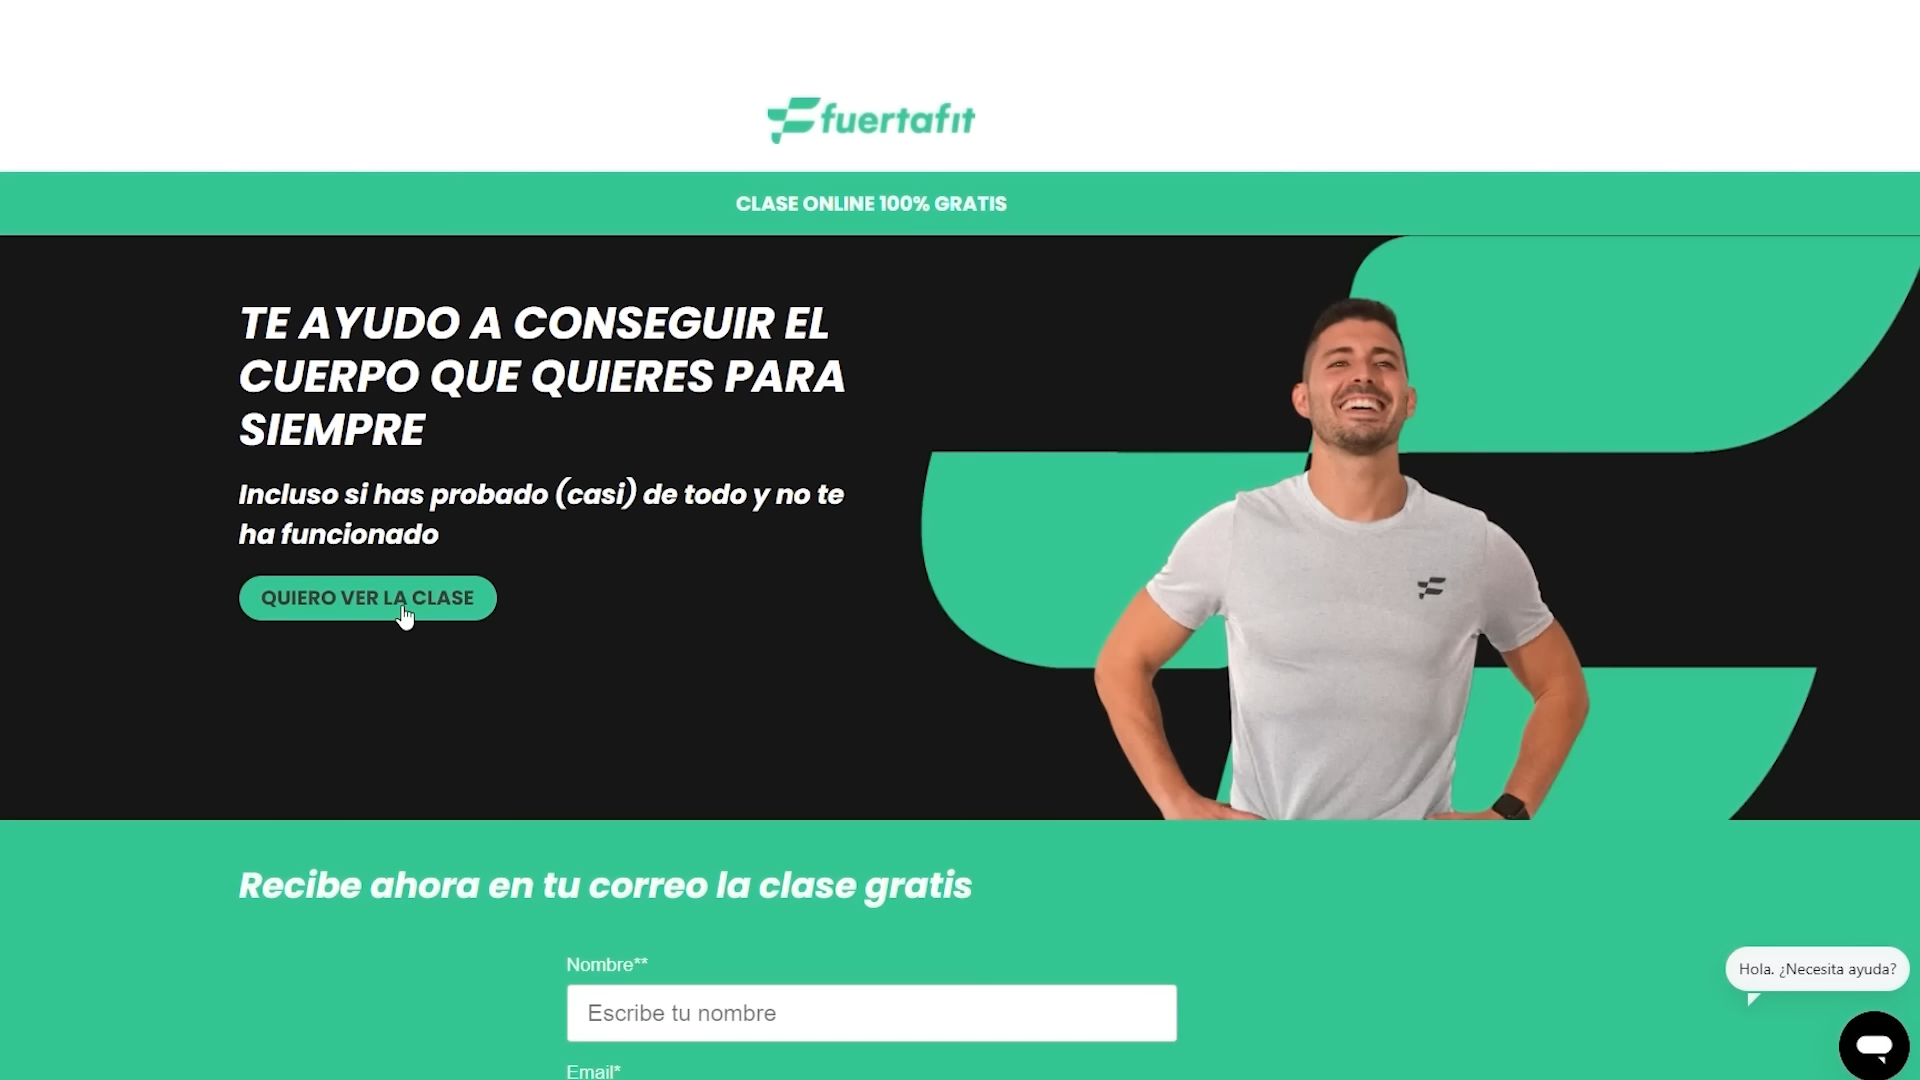 fuertafit
CLASE ONLINE 100% GRATIS
TE AYUDO A CONSEGUIR EL
CUERPO QUE QUIERES PARA
SIEMPRE
Incluso si has probado (casi) de todo y no te
ha funcionado
QUIERO VER LA CLASE
Recibe ahora en tu correo la clase gratis
Nombre**
Escribe tu nombre
Email*
Hola. ¿Necesita ayuda?